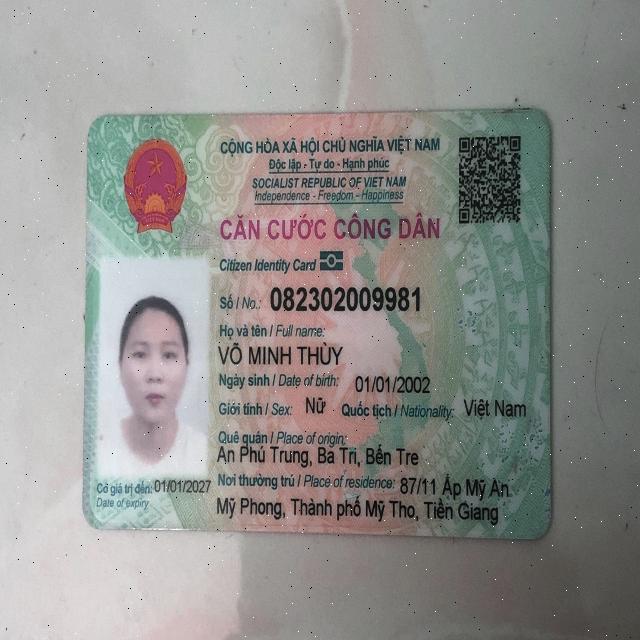 CỘNG HÒA XÃ HỘI CHỦ NGHĨA VIỆT NAM
Độc lập - Tự do - Hạnh phúc
SOCIALIST REPUBLIC OF VIET NAM
Independence - Freedom - Happiness
CĂN CƯỚC CÔNG DÂN
Citizen Identity Card
Số / No.: 082302009981
Họ và tên / Full name:
VÕ MINH THÙY
Ngày sinh / Date of birth: 01/01/2002
Giới tính / Sex: Nữ Quốc tịch / Nationality: Việt Nam
Quê quán / Place of origin:
An Phú Trung, Ba Tri, Bến Tre
Nơi thường trú / Place of residence: 87/11 Ấp Mỹ An
Mỹ Phong, Thành phố Mỹ Tho, Tiền Giang
Có giá trị đến: 01/01/2027
Date of expiry